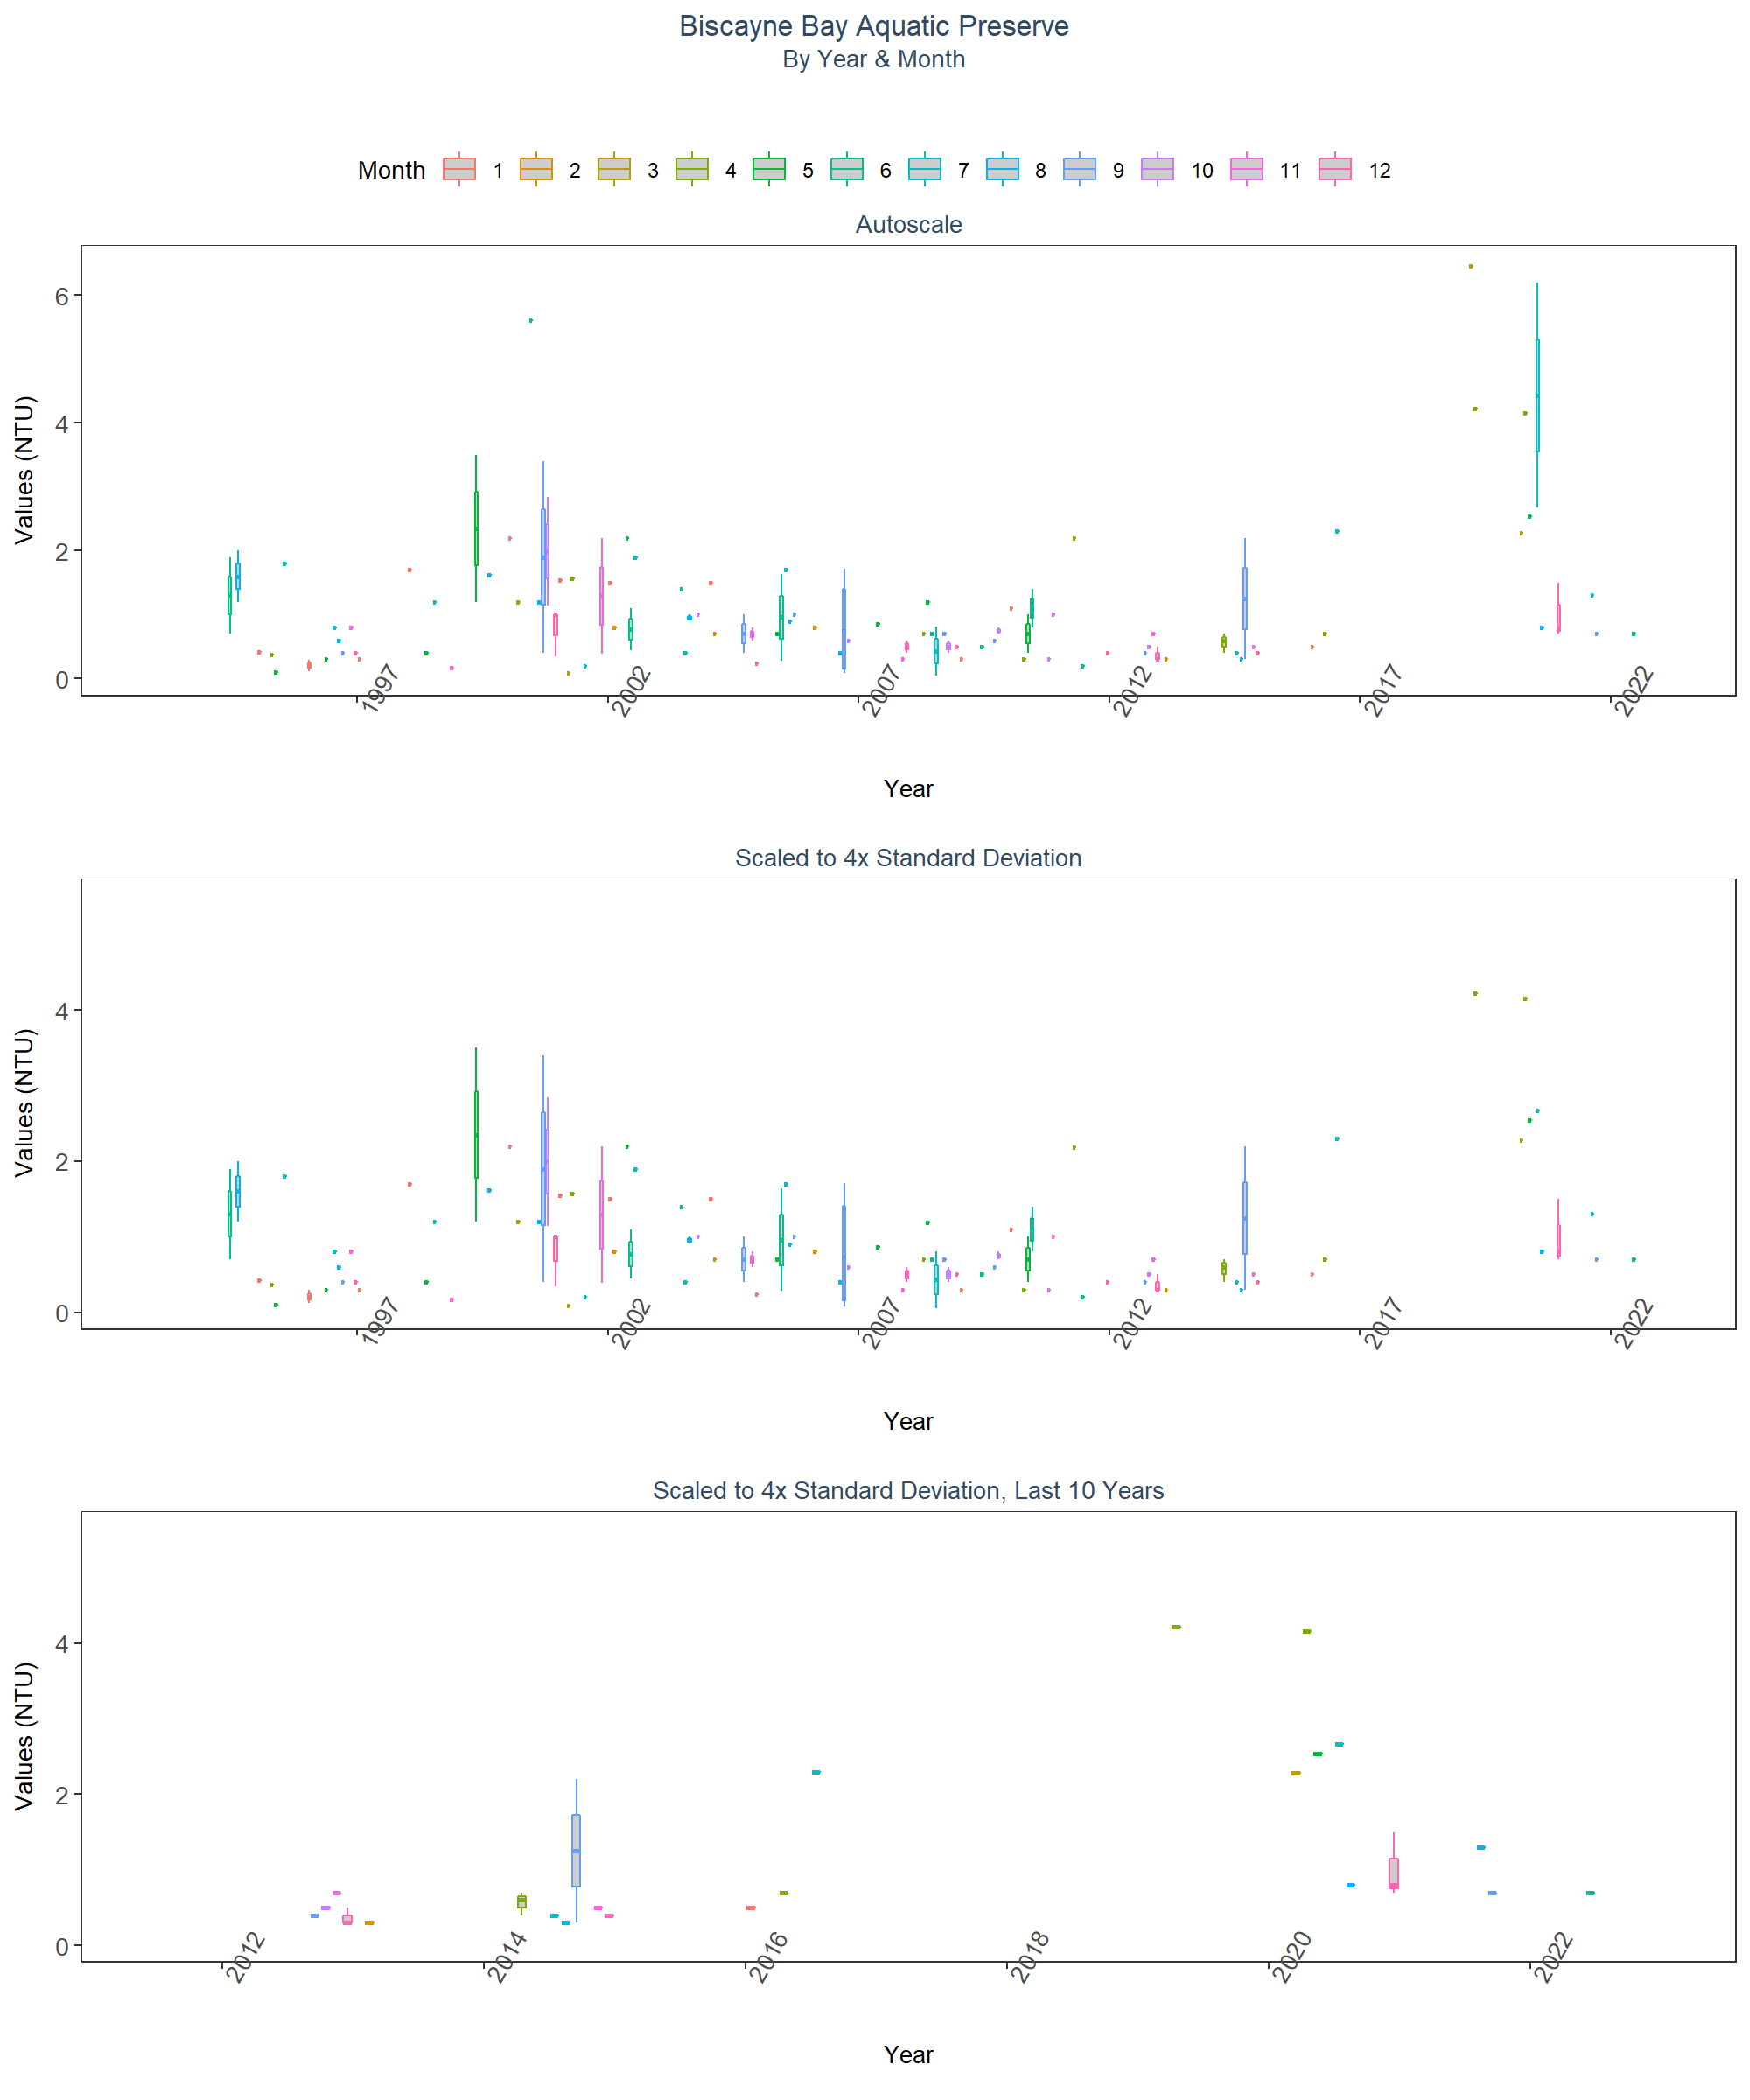 Biscayne Bay Aquatic Preserve
By Year & Month
Month 1 2 3 4 5 6 7 8 9 10 11 12
Autoscale
Values (NTU)
6
4
2
0
1997 2002 2007 2012 2017 2022
Year
Scaled to 4x Standard Deviation
Values (NTU)
4
2
0
1997 2002 2007 2012 2017 2022
Year
Scaled to 4x Standard Deviation, Last 10 Years
Values (NTU)
4
2
0
2012 2014 2016 2018 2020 2022
Year